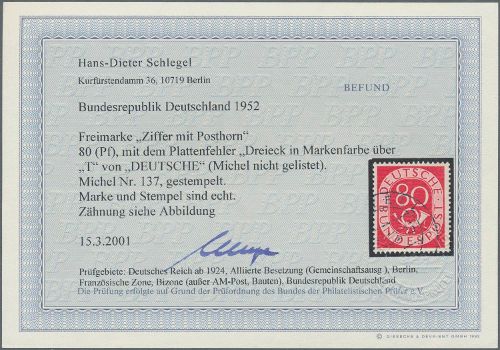 Hans-Dieter Schlegel
Kurfürstendamm 36, 10719 Berlin
BEFUND
Bundesrepublik Deutschland 1952
Freimarke „Ziffer mit Posthorn“
80 (Pf), mit dem Plattenfehler „Dreieck in Markenfarbe über
„T“ von „DEUTSCHE“ (Michel nicht gelistet).
Michel Nr. 137, gestempelt.
Marke und Stempel sind echt.
Zähnung siehe Abbildung
15.3.2001
80
DEUTSCHE
BUNDESPOST
Prüfgebiete: Deutsches Reich ab 1924, Alliierte Besetzung (Gemeinschaftsausg.), Berlin,
Französische Zone, Bizone (außer AM-Post, Bauten), Bundesrepublik Deutschland
Die Prüfung erfolgte auf Grund der Prüfordnung des Bundes der Philatelistischen Prüfer e.V.
© GIESECKE & DEVRIENT GMBH 1992